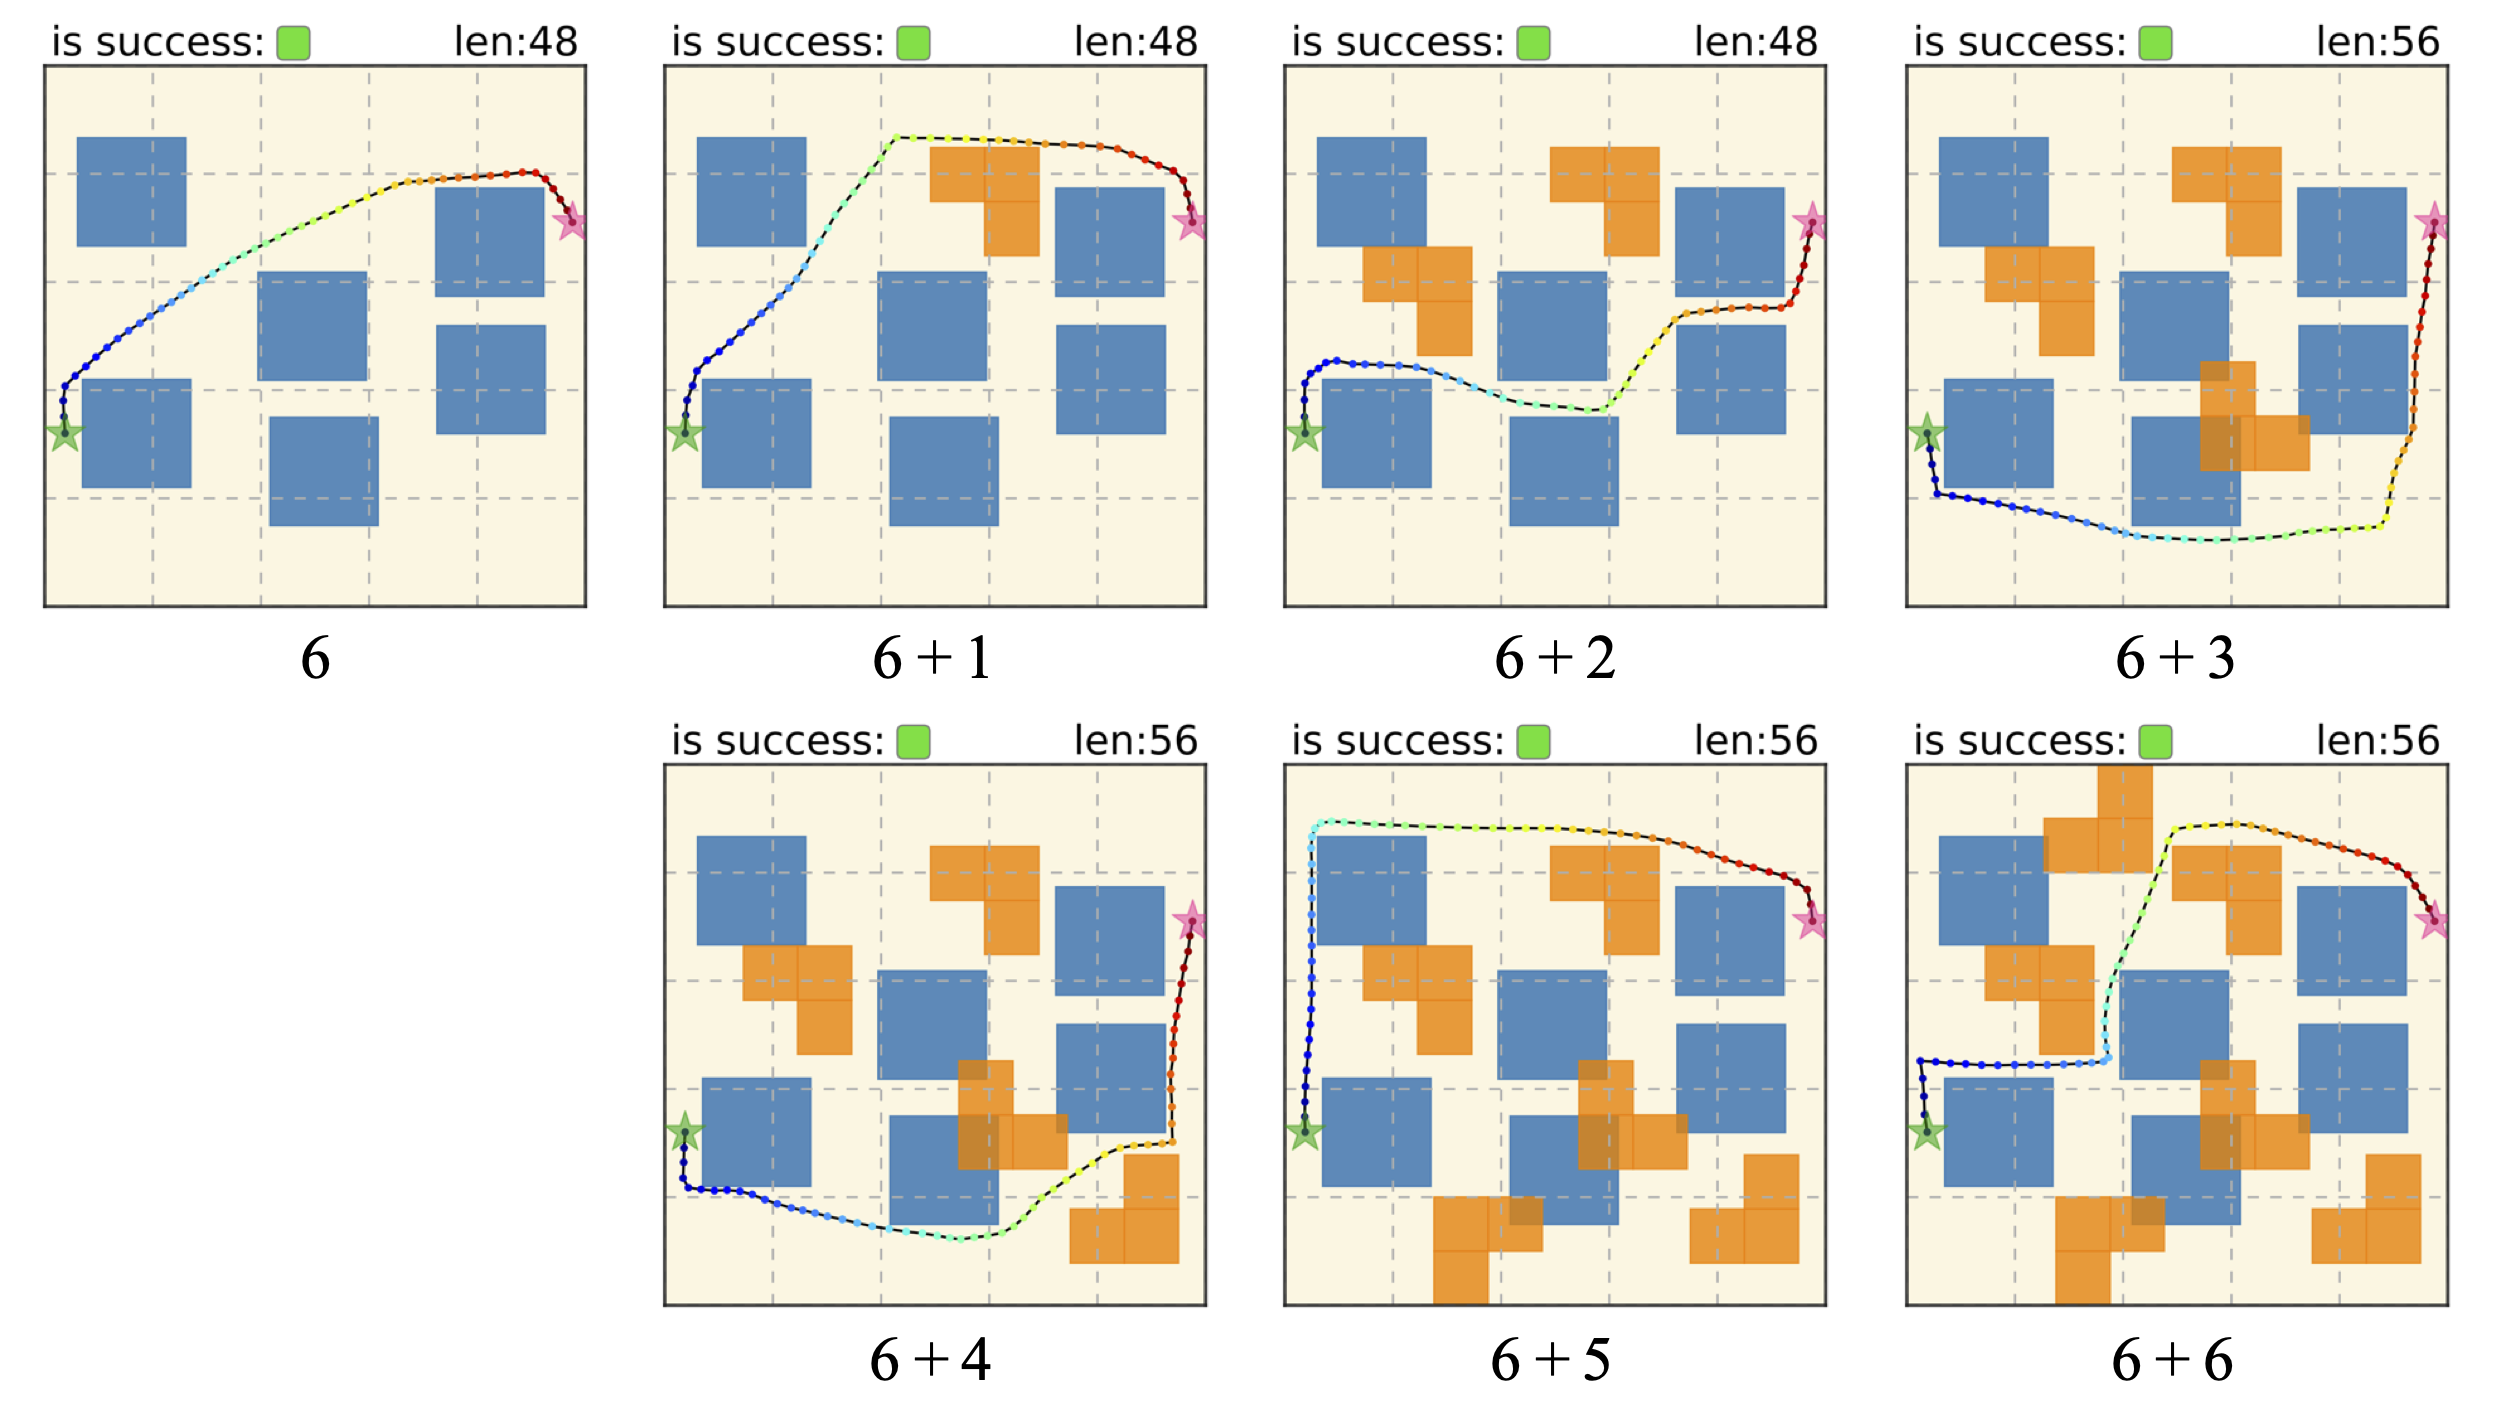 is success: len:48
is success: len:48
is success: len:48
is success: len:56
6
6 + 1
6 + 2
6 + 3
is success: len:56
is success: len:56
is success: len:56
6 + 4
6 + 5
6 + 6